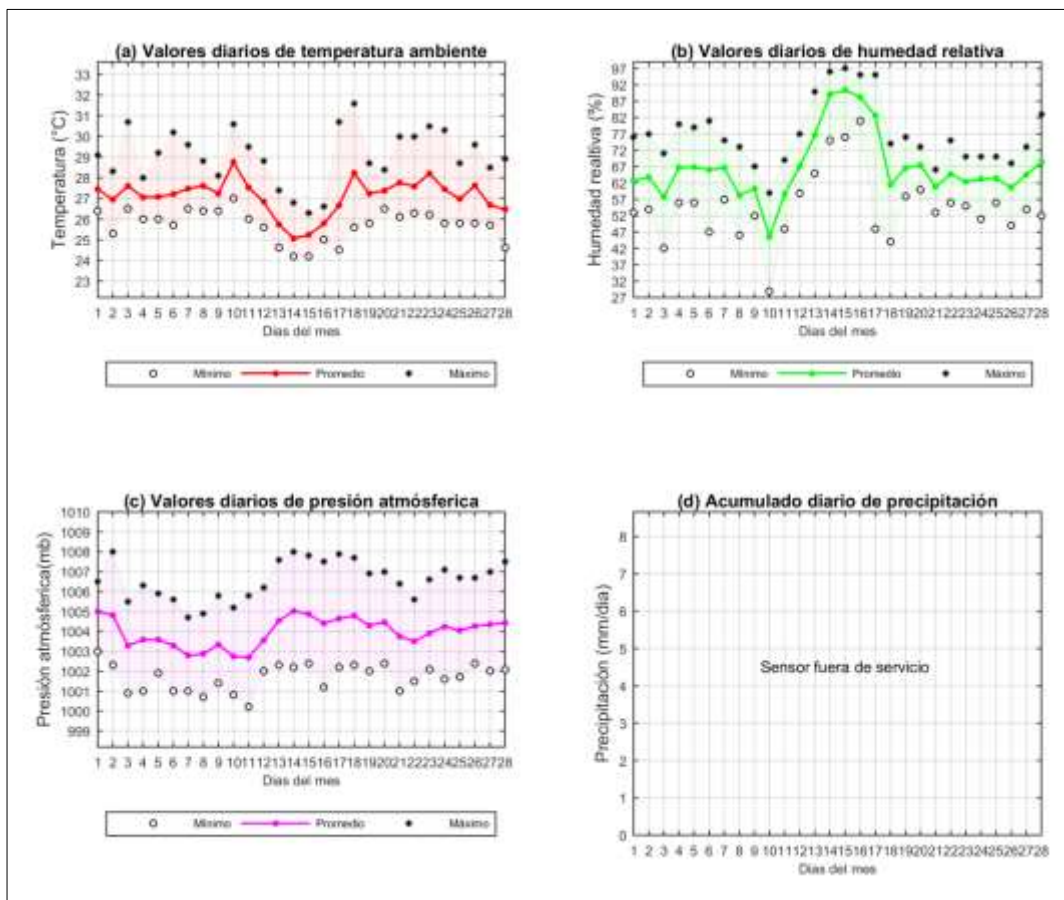 (a) Valores diarios de temperatura ambiente
33
32
31
30
29
28
27
26
25
24
23
22
Temperatura (°C)
1 2 3 4 5 6 7 8 9 10 11 12 13 14 15 16 17 18 19 20 21 22 23 24 25 26 27 28
Dias del mes
Mínimo Promedio Máximo
(b) Valores diarios de humedad relativa
97
92
87
82
77
72
67
62
57
52
47
42
37
32
27
Humedad realtiva (%)
1 2 3 4 5 6 7 8 9 10 11 12 13 14 15 16 17 18 19 20 21 22 23 24 25 26 27 28
Dias del mes
Mínimo Promedio Máximo
(c) Valores diarios de presión atmósferica
1010
1009
1008
1007
1006
1005
1004
1003
1002
1001
1000
999
Presión atmósferica(mb)
1 2 3 4 5 6 7 8 9 10 11 12 13 14 15 16 17 18 19 20 21 22 23 24 25 26 27 28
Dias del mes
Mínimo Promedio Máximo
(d) Acumulado diario de precipitación
8
7
6
5
4
3
2
1
0
Precipitación (mm/dia)
Sensor fuera de servicio
1 2 3 4 5 6 7 8 9 10 11 12 13 14 15 16 17 18 19 20 21 22 23 24 25 26 27 28
Dias del mes